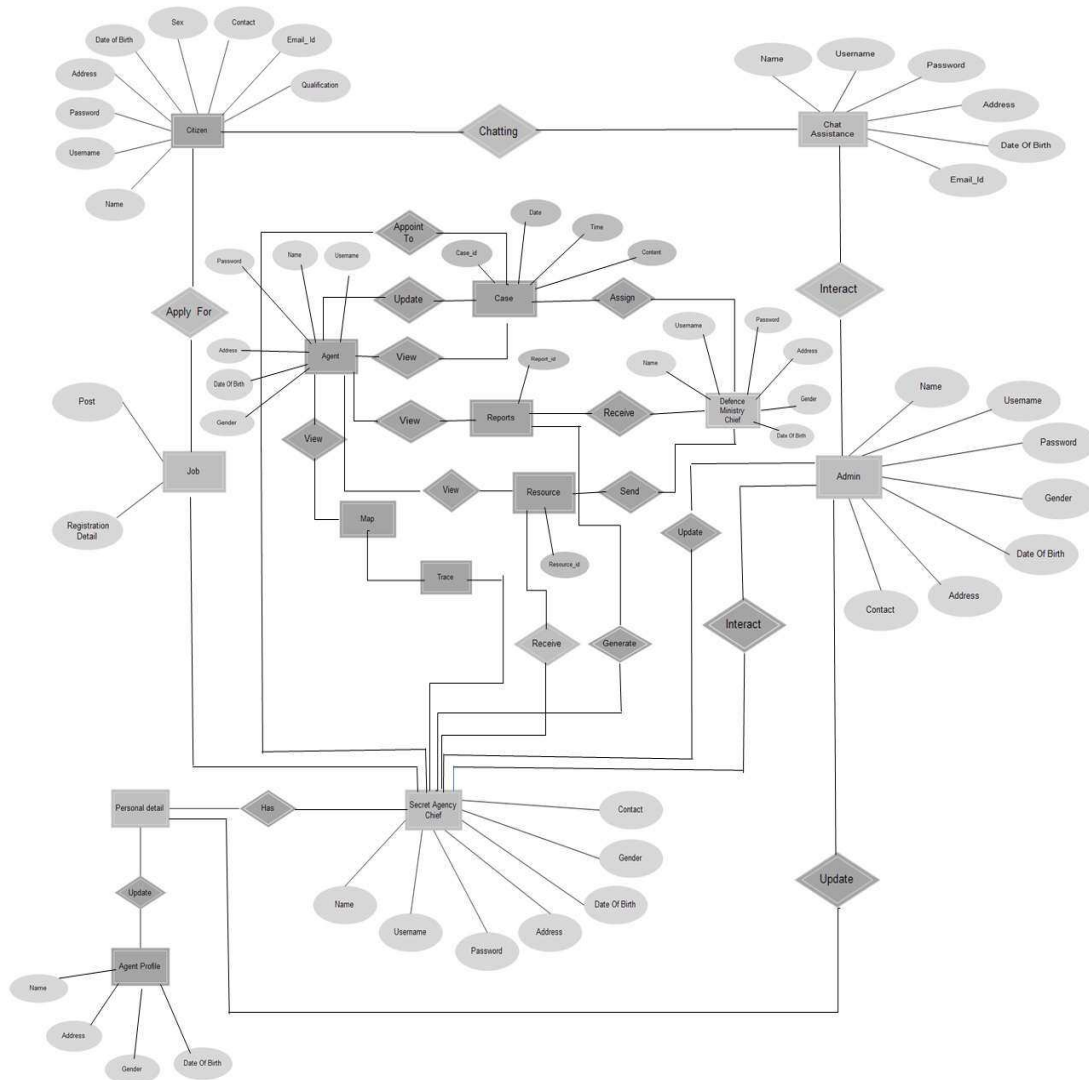 Sex
Contact
Date of Birth
Email_Id
Address
Qualification
Password
Citizen
Username
Name
Chatting
Name
Username
Password
Chat
Assistance
Address
Date Of Birth
Email_Id
Appoint
To
Date
Time
Case_id
Content
Password
Name
Username
Update
Case
Assign
Interact
Apply For
Agent
View
Address
Date Of Birth
Gender
Report_id
Username
Password
Name
Address
Defence
Ministry
Chief
Gender
Date Of Birth
View
View
Reports
Receive
Post
Job
Registration
Detail
Name
Username
Password
Admin
Gender
Date Of Birth
Address
Contact
View
Resource
Send
Map
Update
Trace
Resource_id
Receive
Generate
Interact
Personal detail
Has
Secret Agency
Chief
Contact
Gender
Date Of Birth
Name
Username
Password
Address
Update
Update
Agent Profile
Name
Address
Gender
Date Of Birth